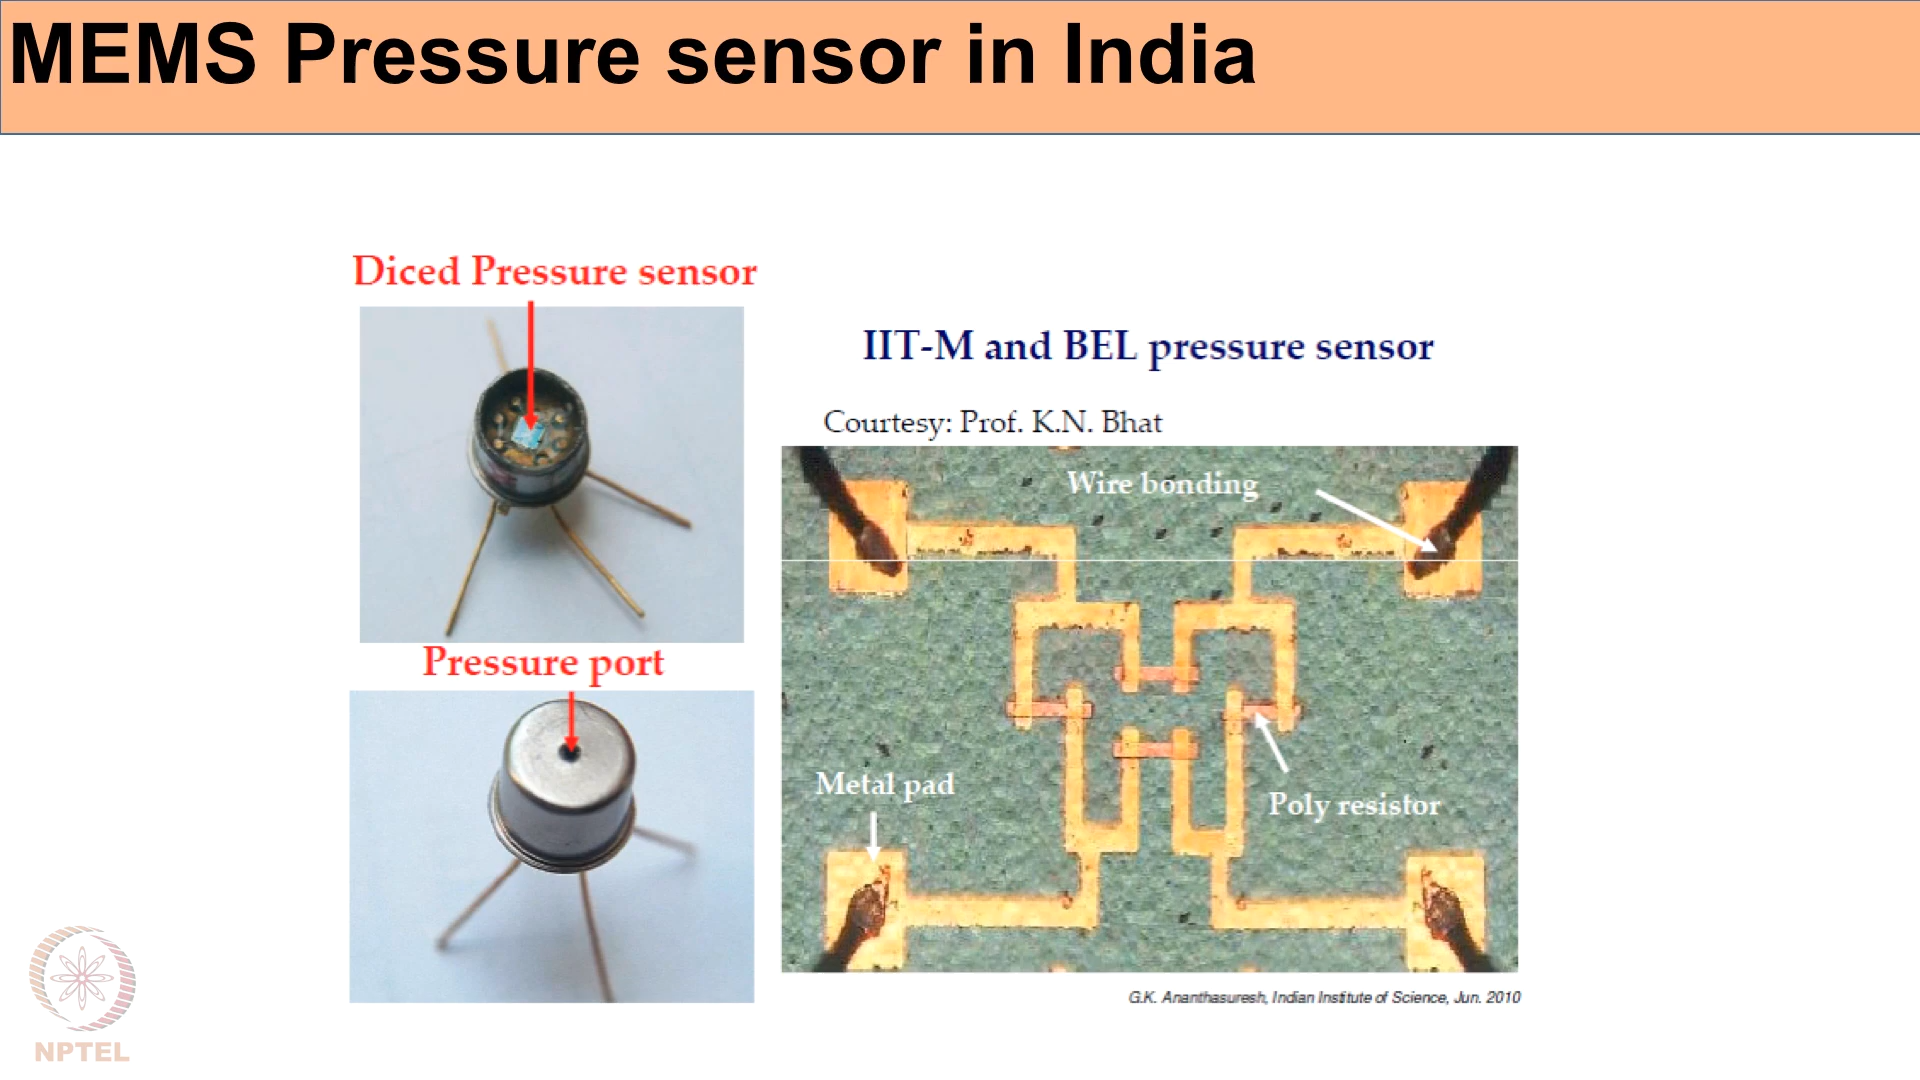 MEMS Pressure sensor in India
Diced Pressure sensor
Pressure port
IIT-M and BEL pressure sensor
Courtesy: Prof. K.N. Bhat
Wire bonding
Metal pad
Poly resistor
G.K. Ananthasuresh, Indian Institute of Science, Jun. 2010
NPTEL